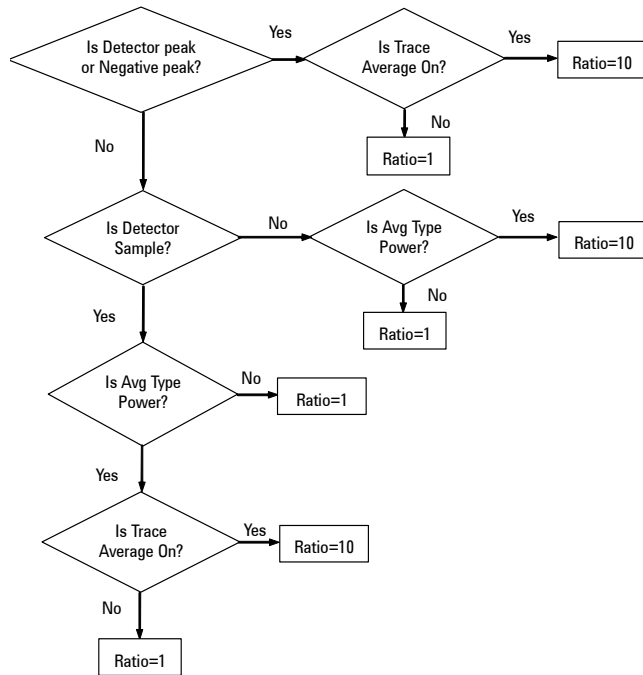 Is Detector peak
or Negative peak?
Yes
Is Trace
Average On?
Yes
Ratio=10
No
Ratio=1
No
Is Detector
Sample?
No
Is Avg Type
Power?
Yes
Ratio=10
No
Ratio=1
Yes
Is Avg Type
Power?
No
Ratio=1
Yes
Is Trace
Average On?
Yes
Ratio=10
No
Ratio=1